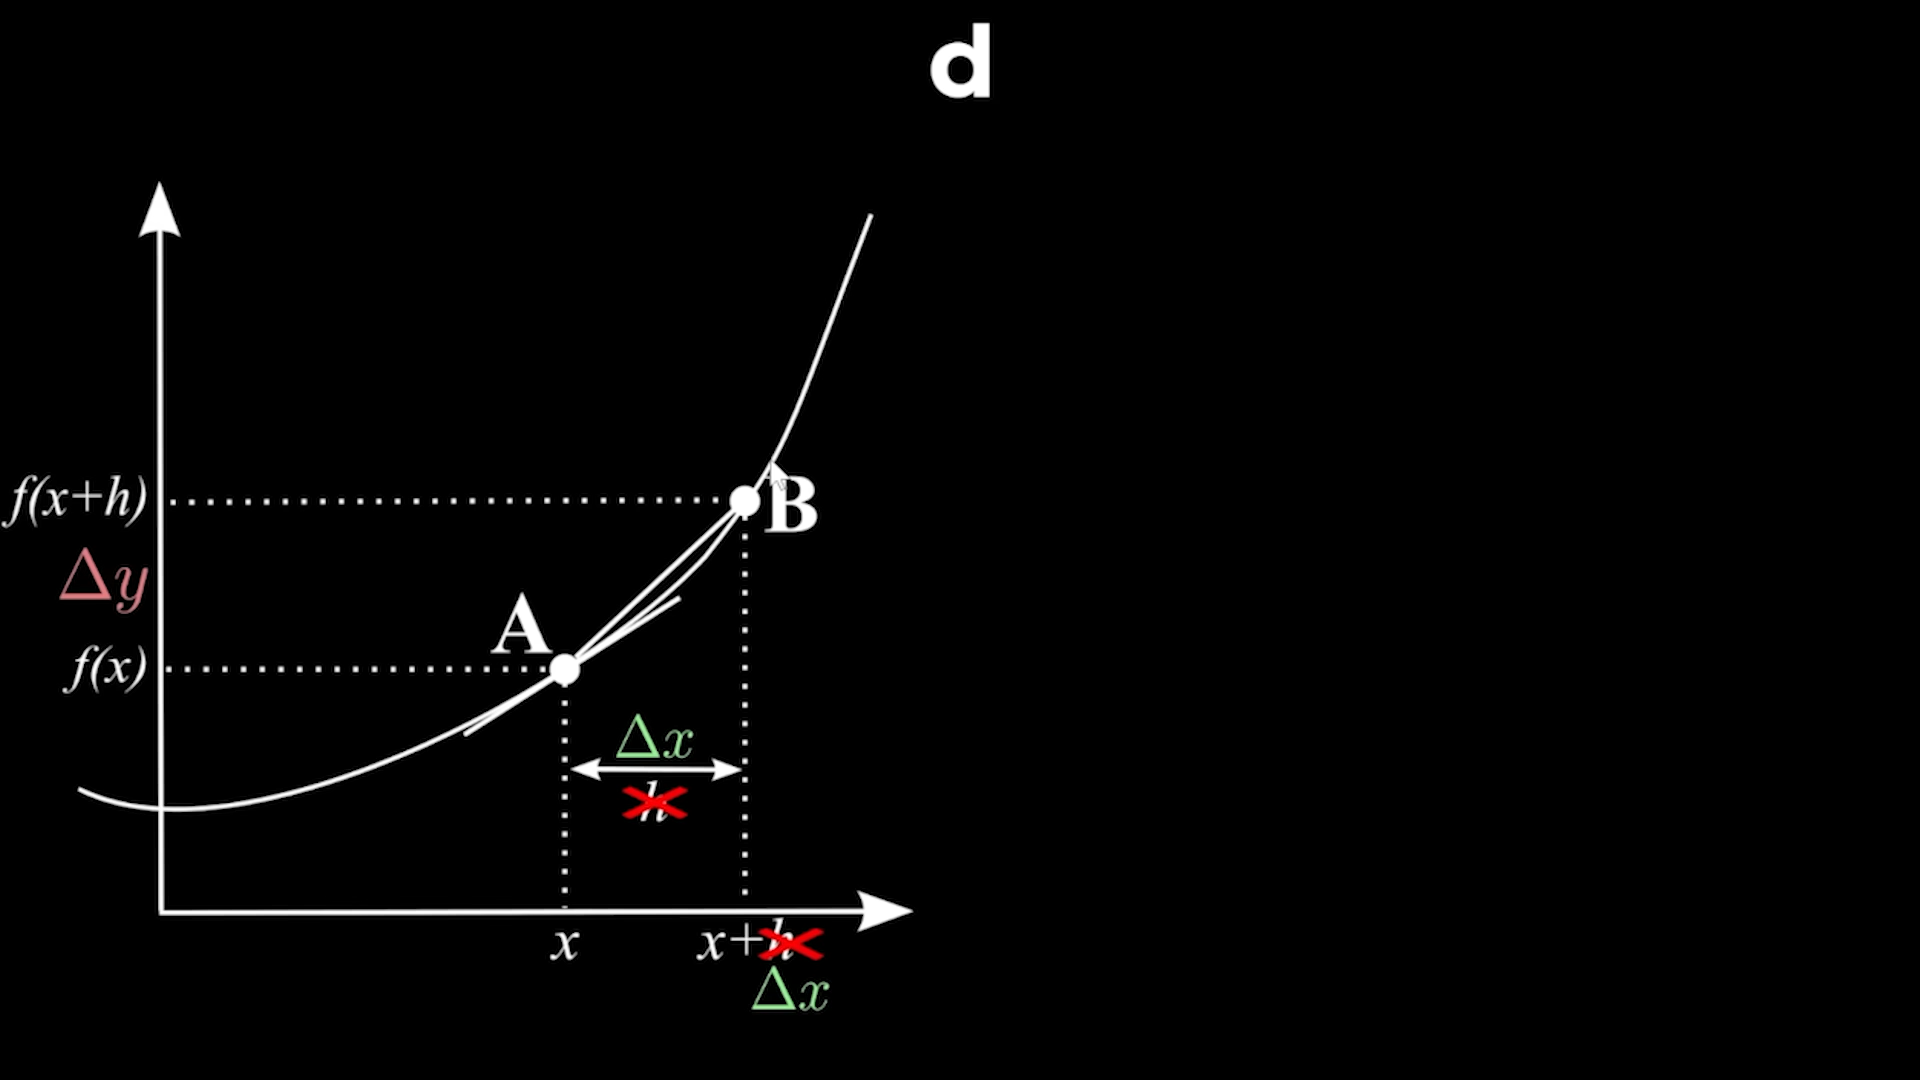 d
f(x+h)
B
Δy
A
f(x)
Δx
h
x
x+h
Δx